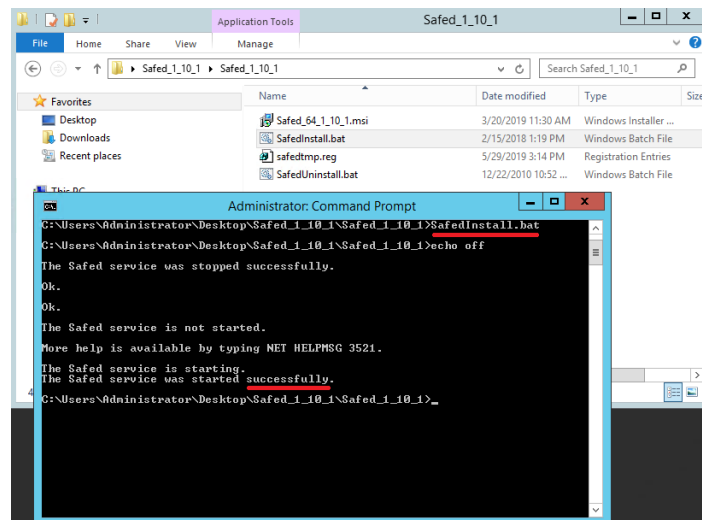 Application Tools
Safed_1_10_1
File Home Share View Manage
Safed_1_10_1 Safed_1_10_1
Search Safed_1_10_1
Name Date modified Type Size
Favorites
Desktop
Downloads
Recent places
This PC
Safed_64_1_10_1.msi 3/20/2019 11:30 AM Windows Installer ...
SafedInstall.bat 2/15/2018 1:19 PM Windows Batch File
safedtmp.reg 5/29/2019 3:14 PM Registration Entries
SafedUninstall.bat 12/22/2010 10:52 ... Windows Batch File
Administrator: Command Prompt
C:\Users\Administrator\Desktop\Safed_1_10_1\Safed_1_10_1>SafedInstall.bat
C:\Users\Administrator\Desktop\Safed_1_10_1\Safed_1_10_1>echo off
The Safed service was stopped successfully.
Ok.
Ok.
The Safed service is not started.
More help is available by typing NET HELPMSG 3521.
The Safed service is starting.
The Safed service was started successfully.
C:\Users\Administrator\Desktop\Safed_1_10_1\Safed_1_10_1>_
4